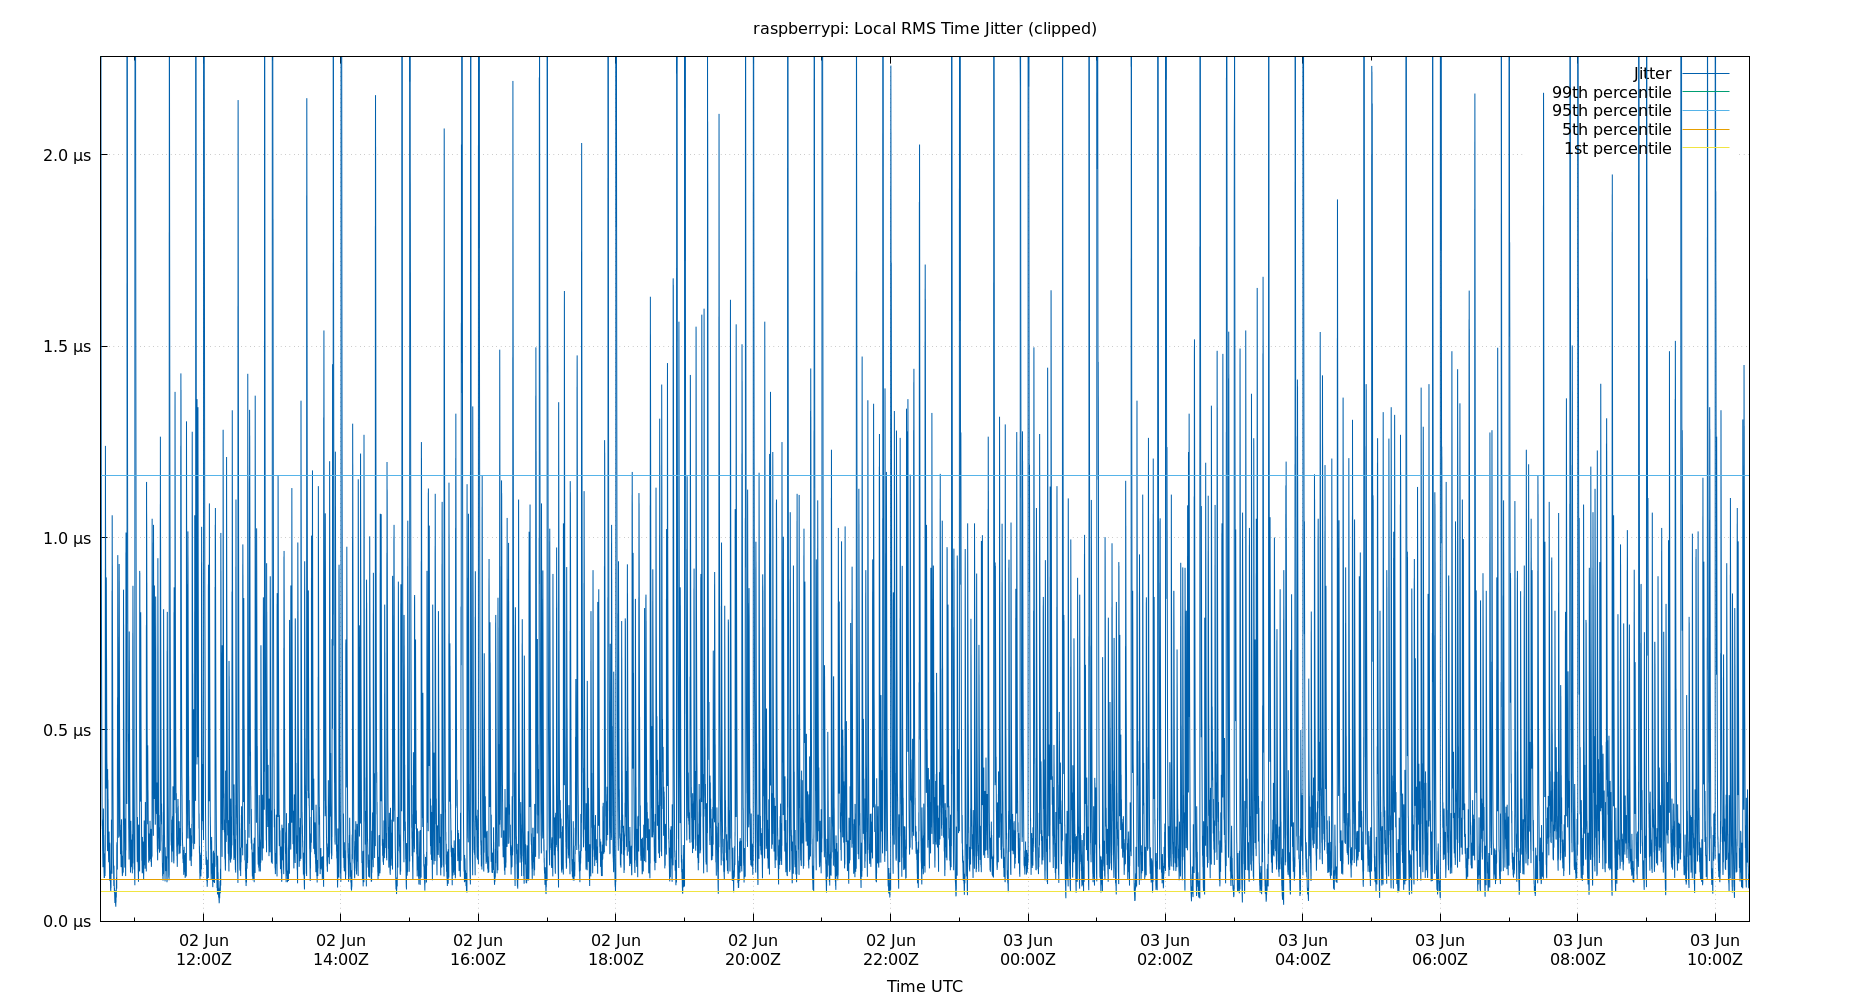 raspberrypi: Local RMS Time Jitter (clipped)
Jitter
99th percentile
95th percentile
5th percentile
1st percentile
2.0 µs
1.5 µs
1.0 µs
0.5 µs
0.0 µs
02 Jun 02 Jun 02 Jun 02 Jun 02 Jun 02 Jun 03 Jun 03 Jun 03 Jun 03 Jun 03 Jun 03 Jun
12:00Z 14:00Z 16:00Z 18:00Z 20:00Z 22:00Z 00:00Z 02:00Z 04:00Z 06:00Z 08:00Z 10:00Z
Time UTC